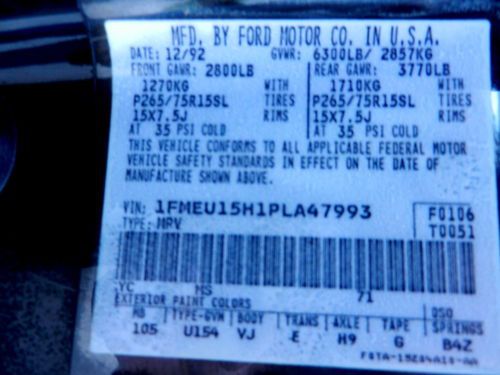 MFD. BY FORD MOTOR CO. IN U.S.A.
DATE: 12/92 GVWR: 6300LB/ 2857KG
FRONT GAWR: 2800LB REAR GAWR: 3770LB
1270KG WITH 1710KG WITH
P265/75R15SL TIRES P265/75R15SL TIRES
15X7.5J RIMS 15X7.5J RIMS
AT 35 PSI COLD AT 35 PSI COLD
THIS VEHICLE CONFORMS TO ALL APPLICABLE FEDERAL MOTOR
VEHICLE SAFETY STANDARDS IN EFFECT ON THE DATE OF
MANUFACTURE SHOWN ABOVE.
VIN: 1FMEU15H1PLA47993 F0106
TYPE: MPV T0051
YC MS 71
EXTERIOR PAINT COLORS DSO
WB TYPE-GVW BODY TRANS AXLE TAPE SPRINGS
105 U154 VJ E H9 G B4Z